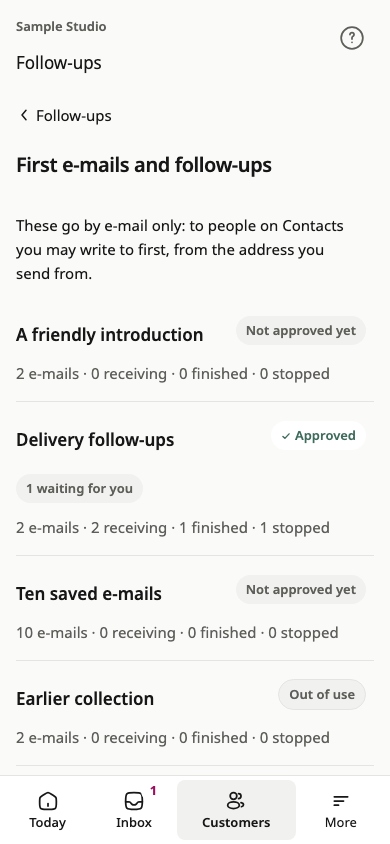 Sample Studio
Follow-ups
Follow-ups
First e-mails and follow-ups
These go by e-mail only: to people on Contacts
you may write to first, from the address you
send from.
A friendly introduction
Not approved yet
2 e-mails · 0 receiving · 0 finished · 0 stopped
Delivery follow-ups
✓ Approved
1 waiting for you
2 e-mails · 2 receiving · 1 finished · 1 stopped
Ten saved e-mails
Not approved yet
10 e-mails · 0 receiving · 0 finished · 0 stopped
Earlier collection
Out of use
2 e-mails · 0 receiving · 0 finished · 0 stopped
1
Today
Inbox
Customers
More